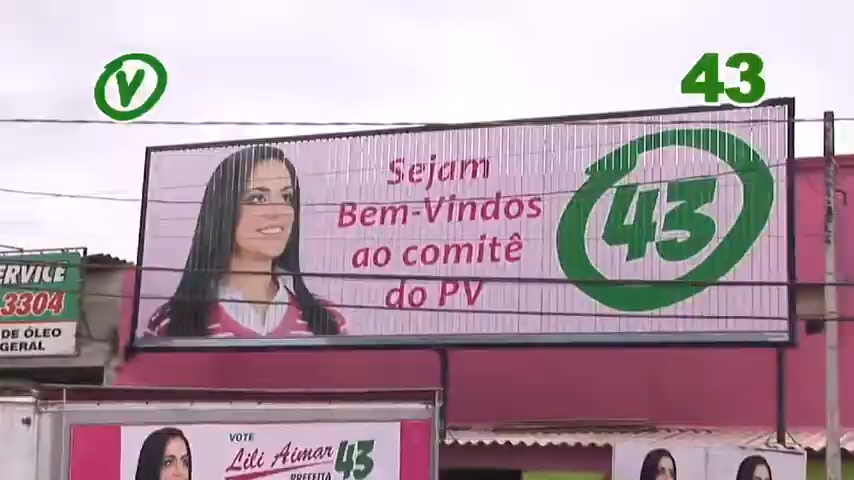 V
43
Sejam
Bem-Vindos
ao comitê
do PV
43
ERVICE
3304
DE ÓLEO
GERAL
VOTE
Lili Aimar
PREFEITA
43